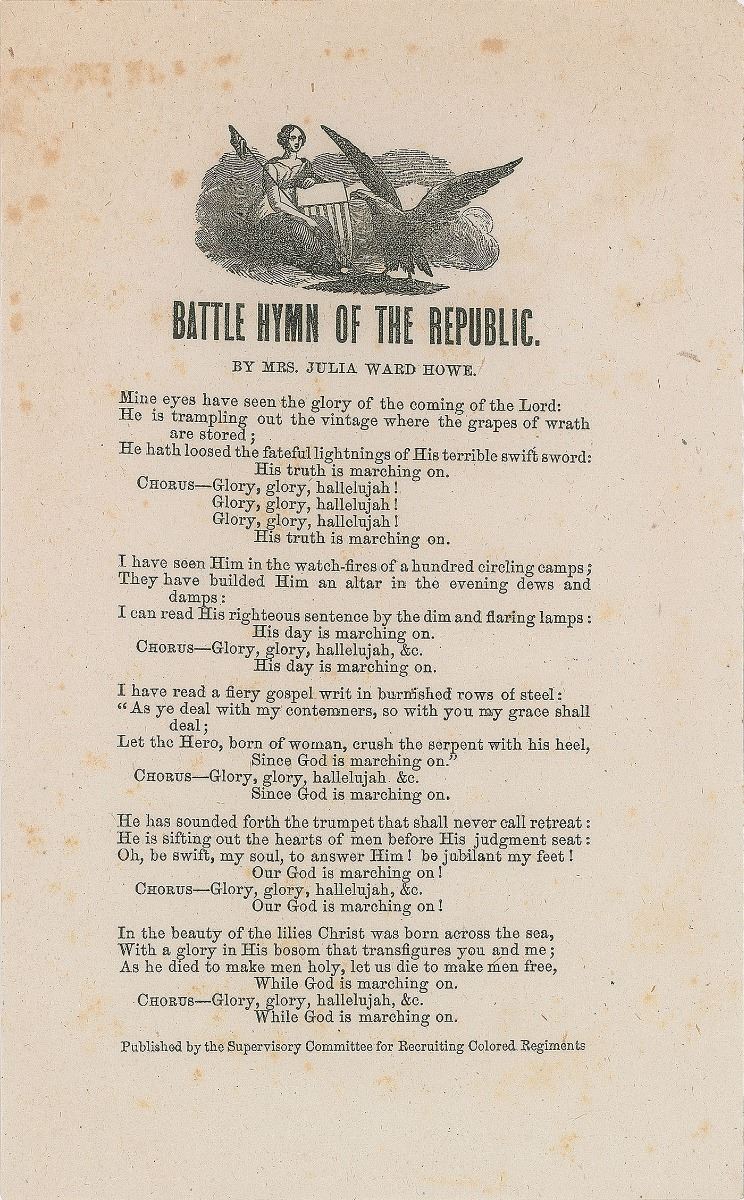 BATTLE HYMN OF THE REPUBLIC.
BY MRS. JULIA WARD HOWE.
Mine eyes have seen the glory of the coming of the Lord:
He is trampling out the vintage where the grapes of wrath
are stored;
He hath loosed the fateful lightnings of His terrible swift sword:
His truth is marching on.
CHORUS—Glory, glory, hallelujah!
Glory, glory, hallelujah!
Glory, glory, hallelujah!
His truth is marching on.
I have seen Him in the watch-fires of a hundred circling camps;
They have builded Him an altar in the evening dews and
damps:
I can read His righteous sentence by the dim and flaring lamps:
His day is marching on.
CHORUS—Glory, glory, hallelujah, &c.
His day is marching on.
I have read a fiery gospel writ in burnished rows of steel:
“As ye deal with my contemners, so with you my grace shall
deal;
Let the Hero, born of woman, crush the serpent with his heel,
Since God is marching on.”
CHORUS—Glory, glory, hallelujah &c.
Since God is marching on.
He has sounded forth the trumpet that shall never call retreat:
He is sifting out the hearts of men before His judgment seat:
Oh, be swift, my soul, to answer Him! be jubilant my feet!
Our God is marching on!
CHORUS—Glory, glory, hallelujah, &c.
Our God is marching on!
In the beauty of the lilies Christ was born across the sea,
With a glory in His bosom that transfigures you and me;
As he died to make men holy, let us die to make men free,
While God is marching on.
CHORUS—Glory, glory, hallelujah, &c.
While God is marching on.
Published by the Supervisory Committee for Recruiting Colored Regiments